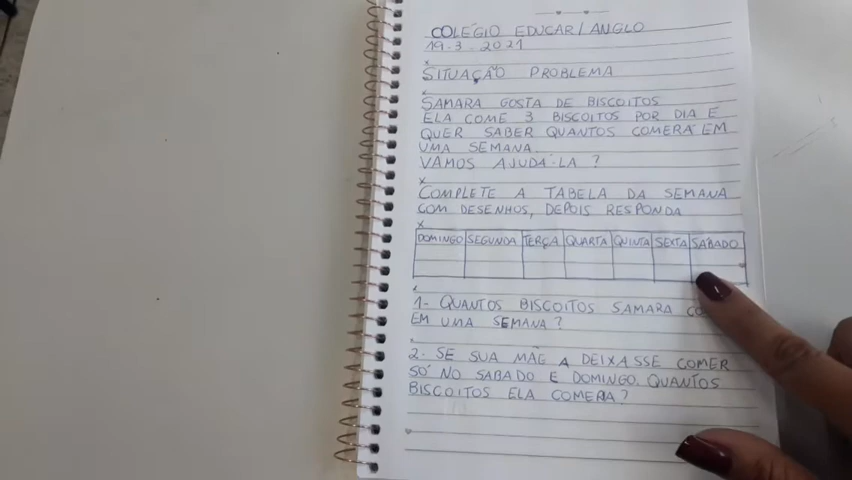 COLÉGIO EDUCAR/ANGLO
19-3-2021
SITUAÇÃO PROBLEMA
SAMARA GOSTA DE BISCOITOS
ELA COME 3 BISCOITOS POR DIA E
QUER SABER QUANTOS COMERÁ EM
UMA SEMANA.
VAMOS AJUDÁ-LA ?
COMPLETE A TABELA DA SEMANA
COM DESENHOS, DEPOIS RESPONDA
DOMINGO SEGUNDA TERÇA QUARTA QUINTA SEXTA SÁBADO
1- QUANTOS BISCOITOS SAMARA CO
EM UMA SEMANA?
2- SE SUA MÃE A DEIXASSE COMER
SÓ NO SÁBADO E DOMINGO. QUANTOS
BISCOITOS ELA COMERIA?